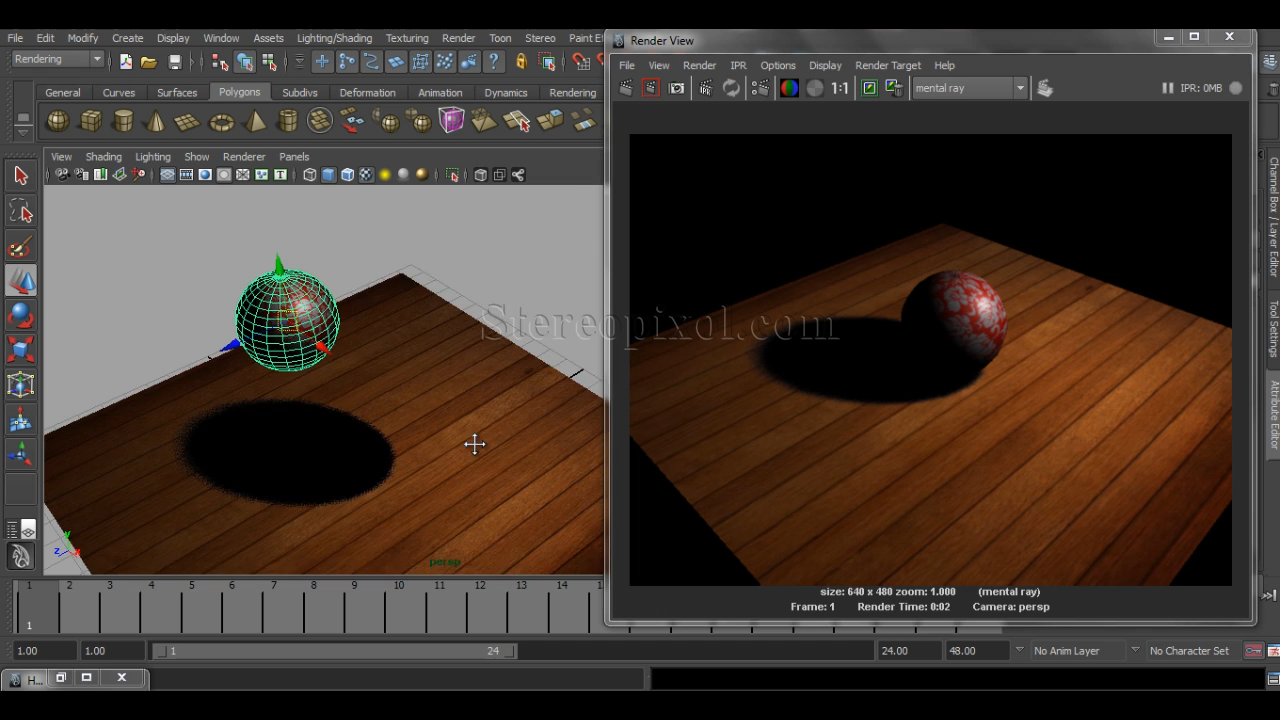 File Edit Modify Create Display Window Assets Lighting/Shading Texturing Render Toon Stereo Paint Ef
Render View
Rendering
File View Render IPR Options Display Render Target Help
General Curves Surfaces Polygons Subdivs Deformation Animation Dynamics Rendering
1:1 mental ray IPR: 0MB
View Shading Lighting Show Renderer Panels
Channel Box / Layer Editor
Tool Settings
Attribute Editor
Stereopixol.com
y
z x
persp
1 2 3 4 5 6 7 8 9 10 11 12 13 14
size: 640 x 480 zoom: 1.000 (mental ray)
Frame: 1 Render Time: 0:02 Camera: persp
1
1.00 1.00 1 24 24.00 48.00 No Anim Layer No Character Set
H...